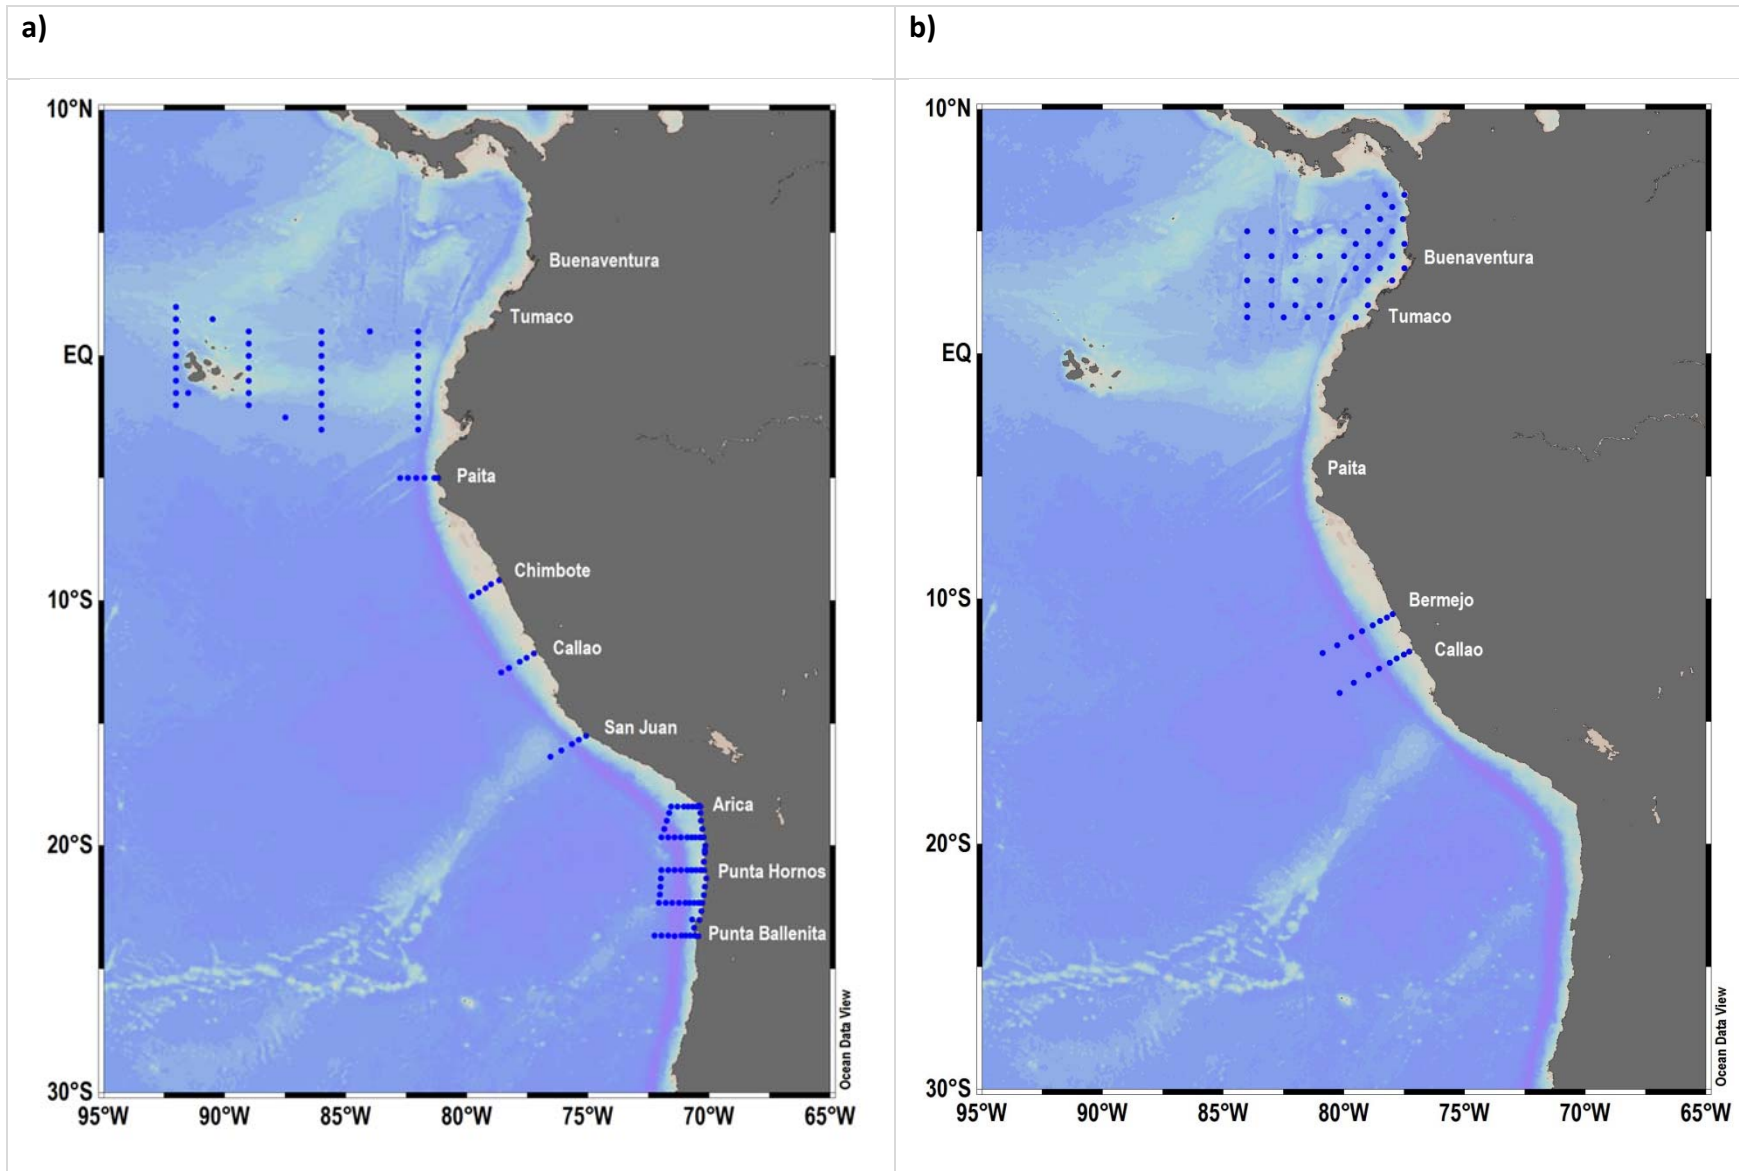 a)
10°N
Buenaventura
Tumaco
EQ
Paita
Chimbote
10°S
Callao
San Juan
Arica
20°S
Punta Hornos
Punta Ballenita
Ocean Data View
30°S
95°W 90°W 85°W 80°W 75°W 70°W 65°W
b)
10°N
Buenaventura
Tumaco
EQ
Paita
10°S
Bermejo
Callao
20°S
Ocean Data View
30°S
95°W 90°W 85°W 80°W 75°W 70°W 65°W